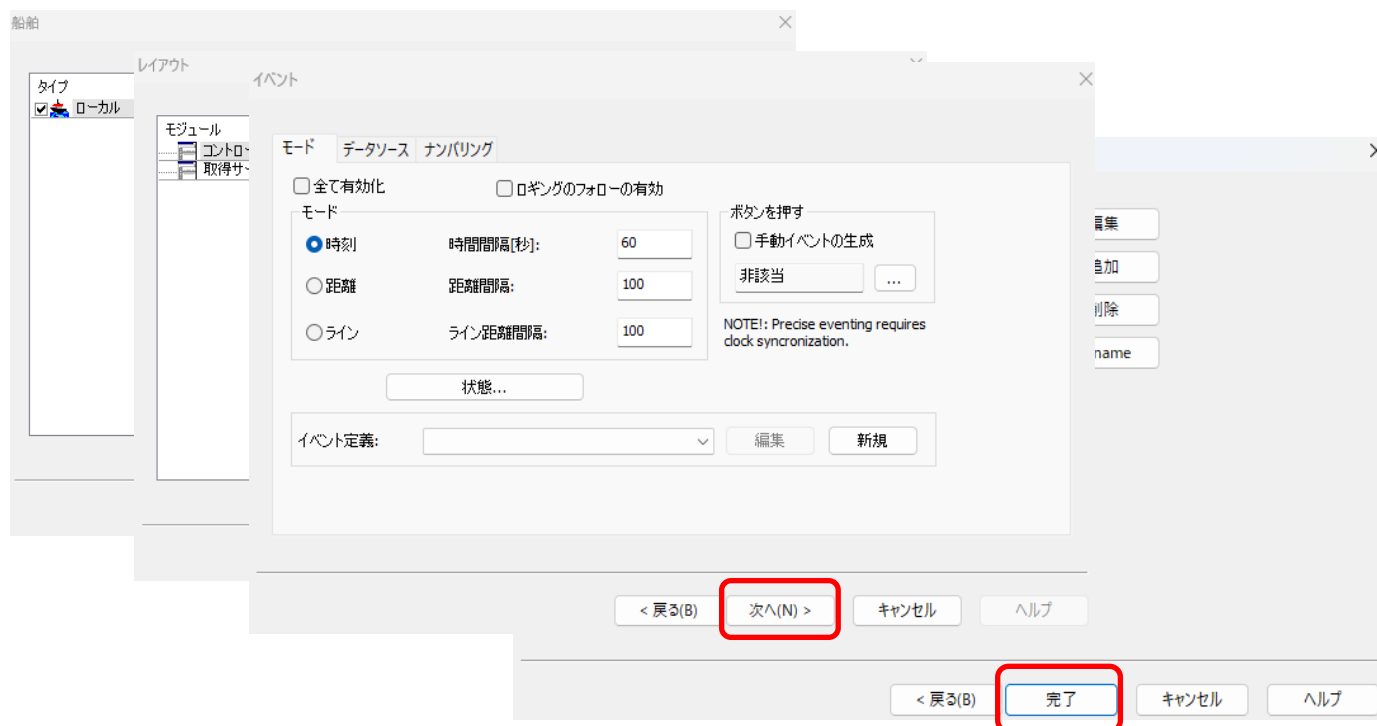 船舶
タイプ
ローカル
レイアウト
モジュール
コントロー
取得サー
イベント
モード データソース ナンバリング
全て有効化 ロギングのフォローの有効
モード
時刻 時間間隔[秒]: 60
距離 距離間隔: 100
ライン ライン距離間隔: 100
ボタンを押す
手動イベントの生成
非該当 ...
NOTE!: Precise eventing requires
clock syncronization.
状態...
イベント定義: 編集 新規
< 戻る(B) 次へ(N) > キャンセル ヘルプ
編集
追加
削除
name
< 戻る(B) 完了 キャンセル ヘルプ